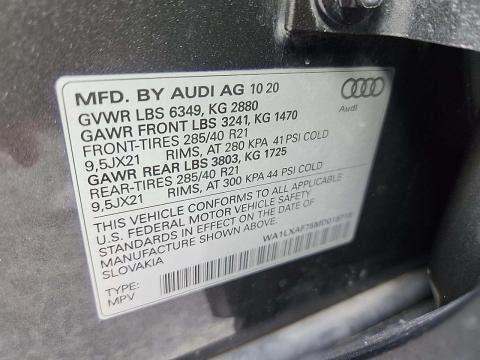 MFD. BY AUDI AG 10 20
GVWR LBS 6349, KG 2880
GAWR FRONT LBS 3241, KG 1470
FRONT-TIRES 285/40 R21
9,5JX21 RIMS, AT 280 KPA 41 PSI COLD
GAWR REAR LBS 3803, KG 1725
REAR-TIRES 285/40 R21
9,5JX21 RIMS, AT 300 KPA 44 PSI COLD
THIS VEHICLE CONFORMS TO ALL APPLICABLE
U.S. FEDERAL MOTOR VEHICLE SAFETY
STANDARDS IN EFFECT ON THE DATE OF
MANUFACTURE SHOWN ABOVE.
SLOVAKIA
TYPE:
MPV
Audi